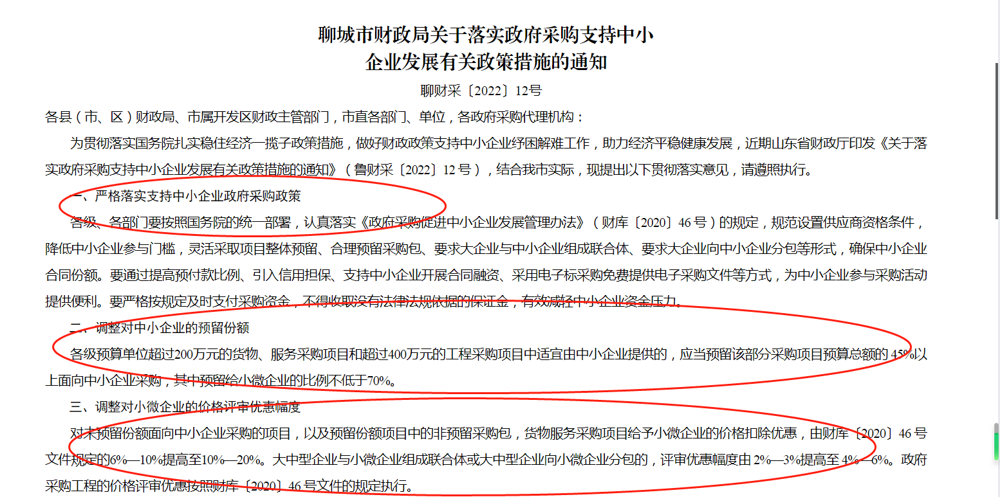 聊城市财政局关于落实政府采购支持中小
企业发展有关政策措施的通知
聊财采〔2022〕12号
各县（市、区）财政局、市属开发区财政主管部门，市直各部门、单位，各政府采购代理机构：
为贯彻落实国务院扎实稳住经济一揽子政策措施，做好财政政策支持中小企业纾困解难工作，助力经济平稳健康发展，近期山东省财政厅印发《关于落
实政府采购支持中小企业发展有关政策措施的通知》（鲁财采〔2022〕12 号），结合我市实际，现提出以下贯彻落实意见，请遵照执行。
一、严格落实支持中小企业政府采购政策
各级、各部门要按照国务院的统一部署，认真落实《政府采购促进中小企业发展管理办法》（财库〔2020〕46 号）的规定，规范设置供应商资格条件，
降低中小企业参与门槛，灵活采取项目整体预留、合理预留采购包、要求大企业与中小企业组成联合体、要求大企业向中小企业分包等形式，确保中小企业
合同份额。要通过提高预付款比例、引入信用担保、支持中小企业开展合同融资、采用电子标采购免费提供电子采购文件等方式，为中小企业参与采购活动
提供便利。要严格按规定及时支付采购资金，不得收取没有法律法规依据的保证金，有效减轻中小企业资金压力。
二、调整对中小企业的预留份额
各级预算单位超过200万元的货物、服务采购项目和超过400万元的工程采购项目中适宜由中小企业提供的，应当预留该部分采购项目预算总额的 45%以
上面向中小企业采购，其中预留给小微企业的比例不低于70%。
三、调整对小微企业的价格评审优惠幅度
对未预留份额面向中小企业采购的项目，以及预留份额项目中的非预留采购包，货物服务采购项目给予小微企业的价格扣除优惠，由财库〔2020〕46 号
文件规定的6%—10%提高至10%—20%。大中型企业与小微企业组成联合体或大中型企业向小微企业分包的，评审优惠幅度由 2%—3%提高至 4%—6%。政府
采购工程的价格评审优惠按照财库〔2020〕46 号文件的规定执行。